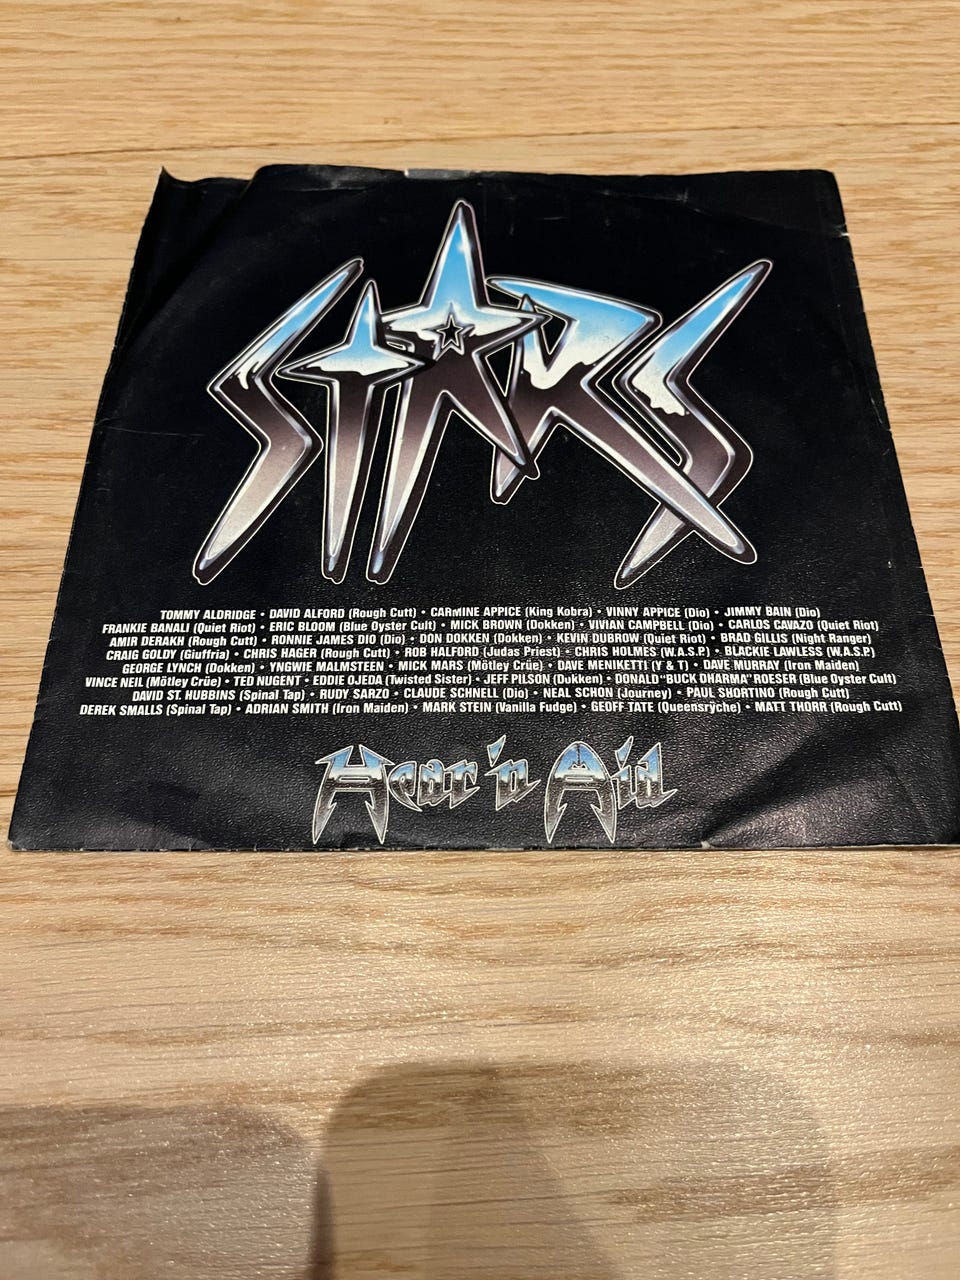 STARS
TOMMY ALDRIDGE • DAVID ALFORD (Rough Cutt) • CARMINE APPICE (King Kobra) • VINNY APPICE (Dio) • JIMMY BAIN (Dio)
FRANKIE BANALI (Quiet Riot) • ERIC BLOOM (Blue Oyster Cult) • MICK BROWN (Dokken) • VIVIAN CAMPBELL (Dio) • CARLOS CAVAZO (Quiet Riot)
AMIR DERAKH (Rough Cutt) • RONNIE JAMES DIO (Dio) • DON DOKKEN (Dokken) • KEVIN DUBROW (Quiet Riot) • BRAD GILLIS (Night Ranger)
CRAIG GOLDY (Giuffria) • CHRIS HAGER (Rough Cutt) • ROB HALFORD (Judas Priest) • CHRIS HOLMES (W.A.S.P.) • BLACKIE LAWLESS (W.A.S.P.)
GEORGE LYNCH (Dokken) • YNGWIE MALMSTEEN • MICK MARS (Mötley Crüe) • DAVE MENIKETTI (Y & T) • DAVE MURRAY (Iron Maiden)
VINCE NEIL (Mötley Crüe) • TED NUGENT • EDDIE OJEDA (Twisted Sister) • JEFF PILSON (Dokken) • DONALD "BUCK DHARMA" ROESER (Blue Oyster Cult)
DAVID ST. HUBBINS (Spinal Tap) • RUDY SARZO • CLAUDE SCHNELL (Dio) • NEAL SCHON (Journey) • PAUL SHORTINO (Rough Cutt)
DEREK SMALLS (Spinal Tap) • ADRIAN SMITH (Iron Maiden) • MARK STEIN (Vanilla Fudge) • GEOFF TATE (Queensrÿche) • MATT THORR (Rough Cutt)
Hear 'n Aid